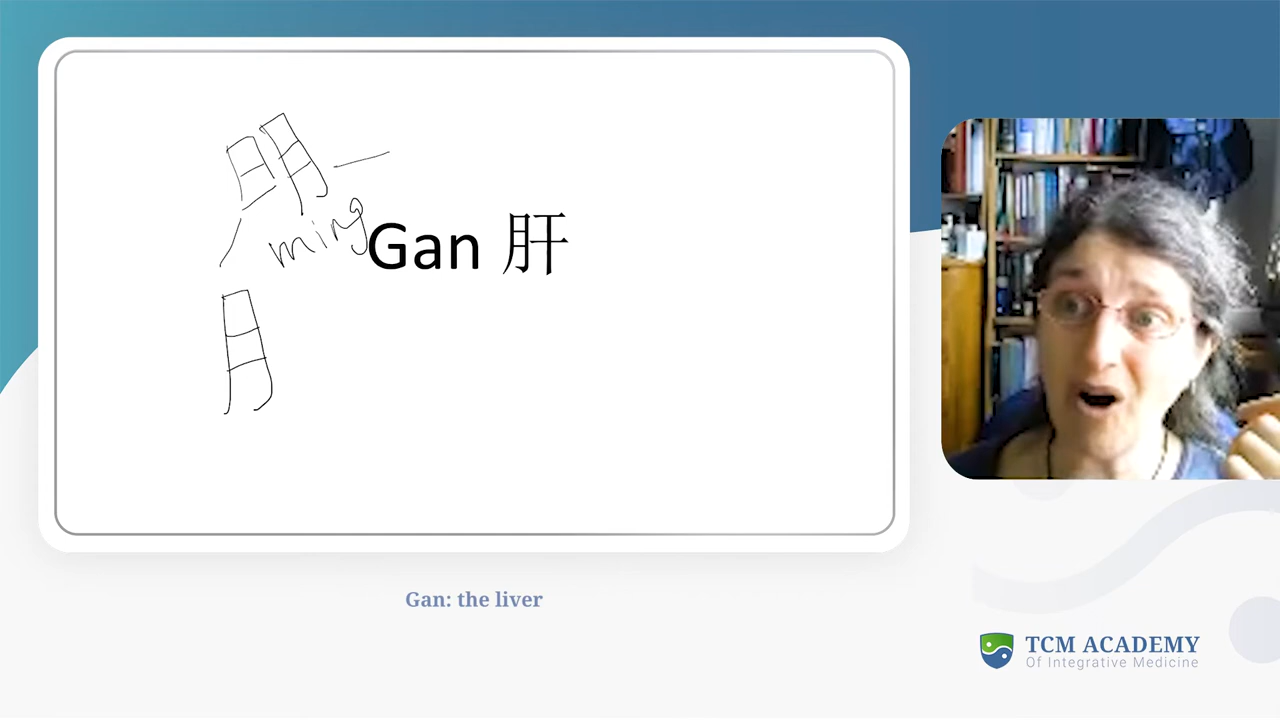 明
ming
Gan 肝
月
Gan: the liver
TCM ACADEMY
Of Integrative Medicine